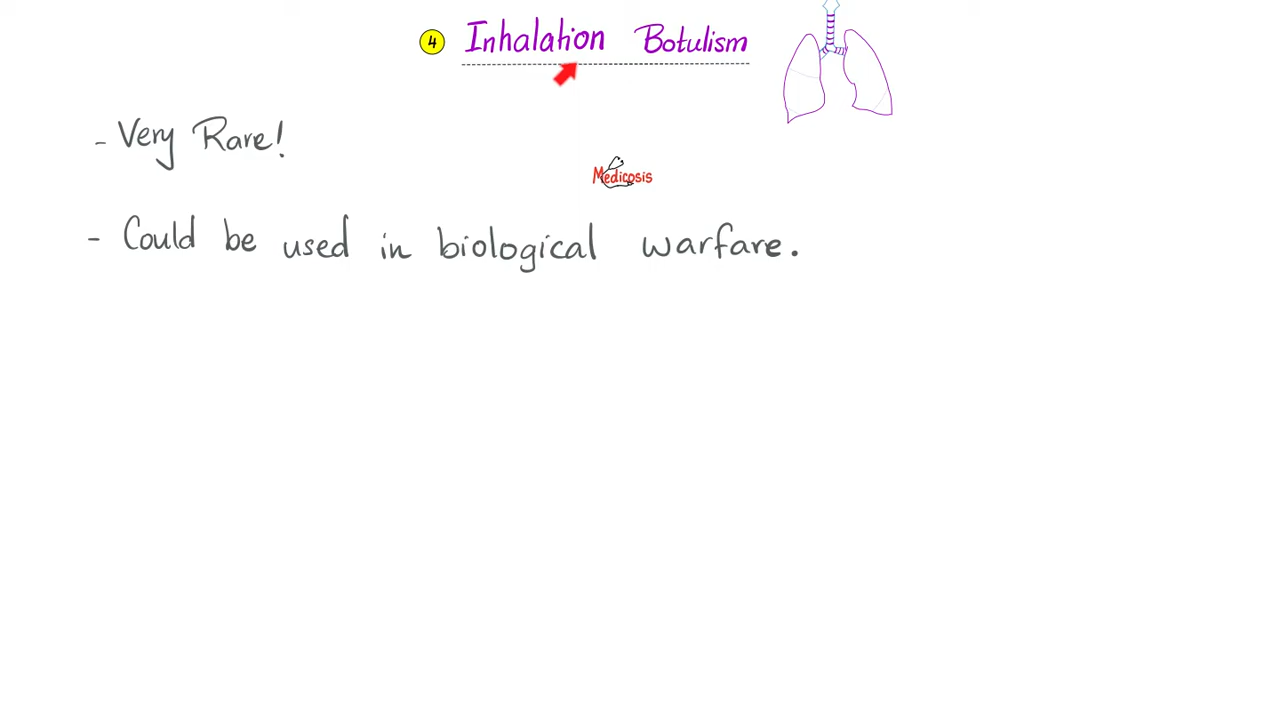 4 Inhalation Botulism
- Very Rare!
Medicosis
- Could be used in biological warfare.